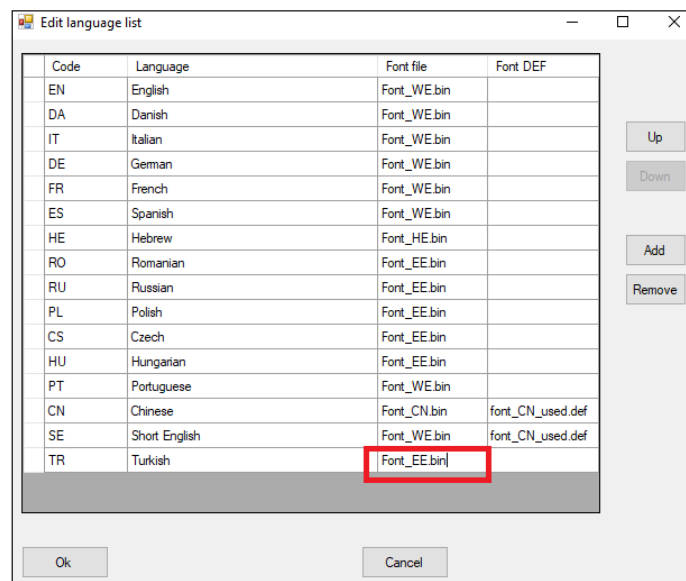 Edit language list
Code Language Font file Font DEF
EN English Font_WE.bin
DA Danish Font_WE.bin
IT Italian Font_WE.bin
DE German Font_WE.bin
FR French Font_WE.bin
ES Spanish Font_WE.bin
HE Hebrew Font_HE.bin
RO Romanian Font_EE.bin
RU Russian Font_EE.bin
PL Polish Font_EE.bin
CS Czech Font_EE.bin
HU Hungarian Font_EE.bin
PT Portuguese Font_WE.bin
CN Chinese Font_CN.bin font_CN_used.def
SE Short English Font_WE.bin font_CN_used.def
TR Turkish Font_EE.bin
Up
Down
Add
Remove
Ok Cancel